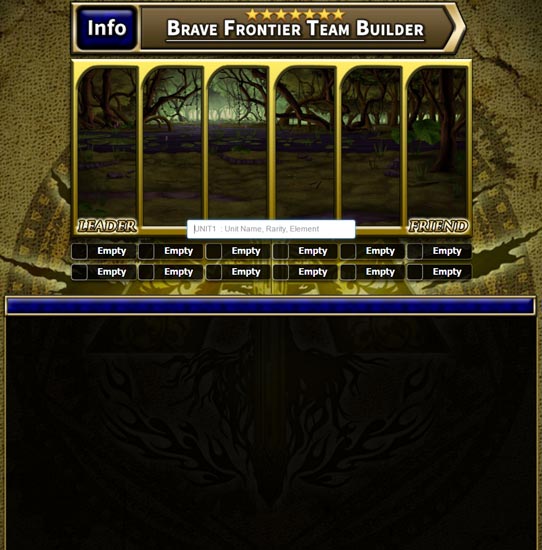 Info
BRAVE FRONTIER TEAM BUILDER
LEADER
UNIT1 : Unit Name, Rarity, Element
FRIEND
Empty Empty Empty Empty Empty Empty
Empty Empty Empty Empty Empty Empty